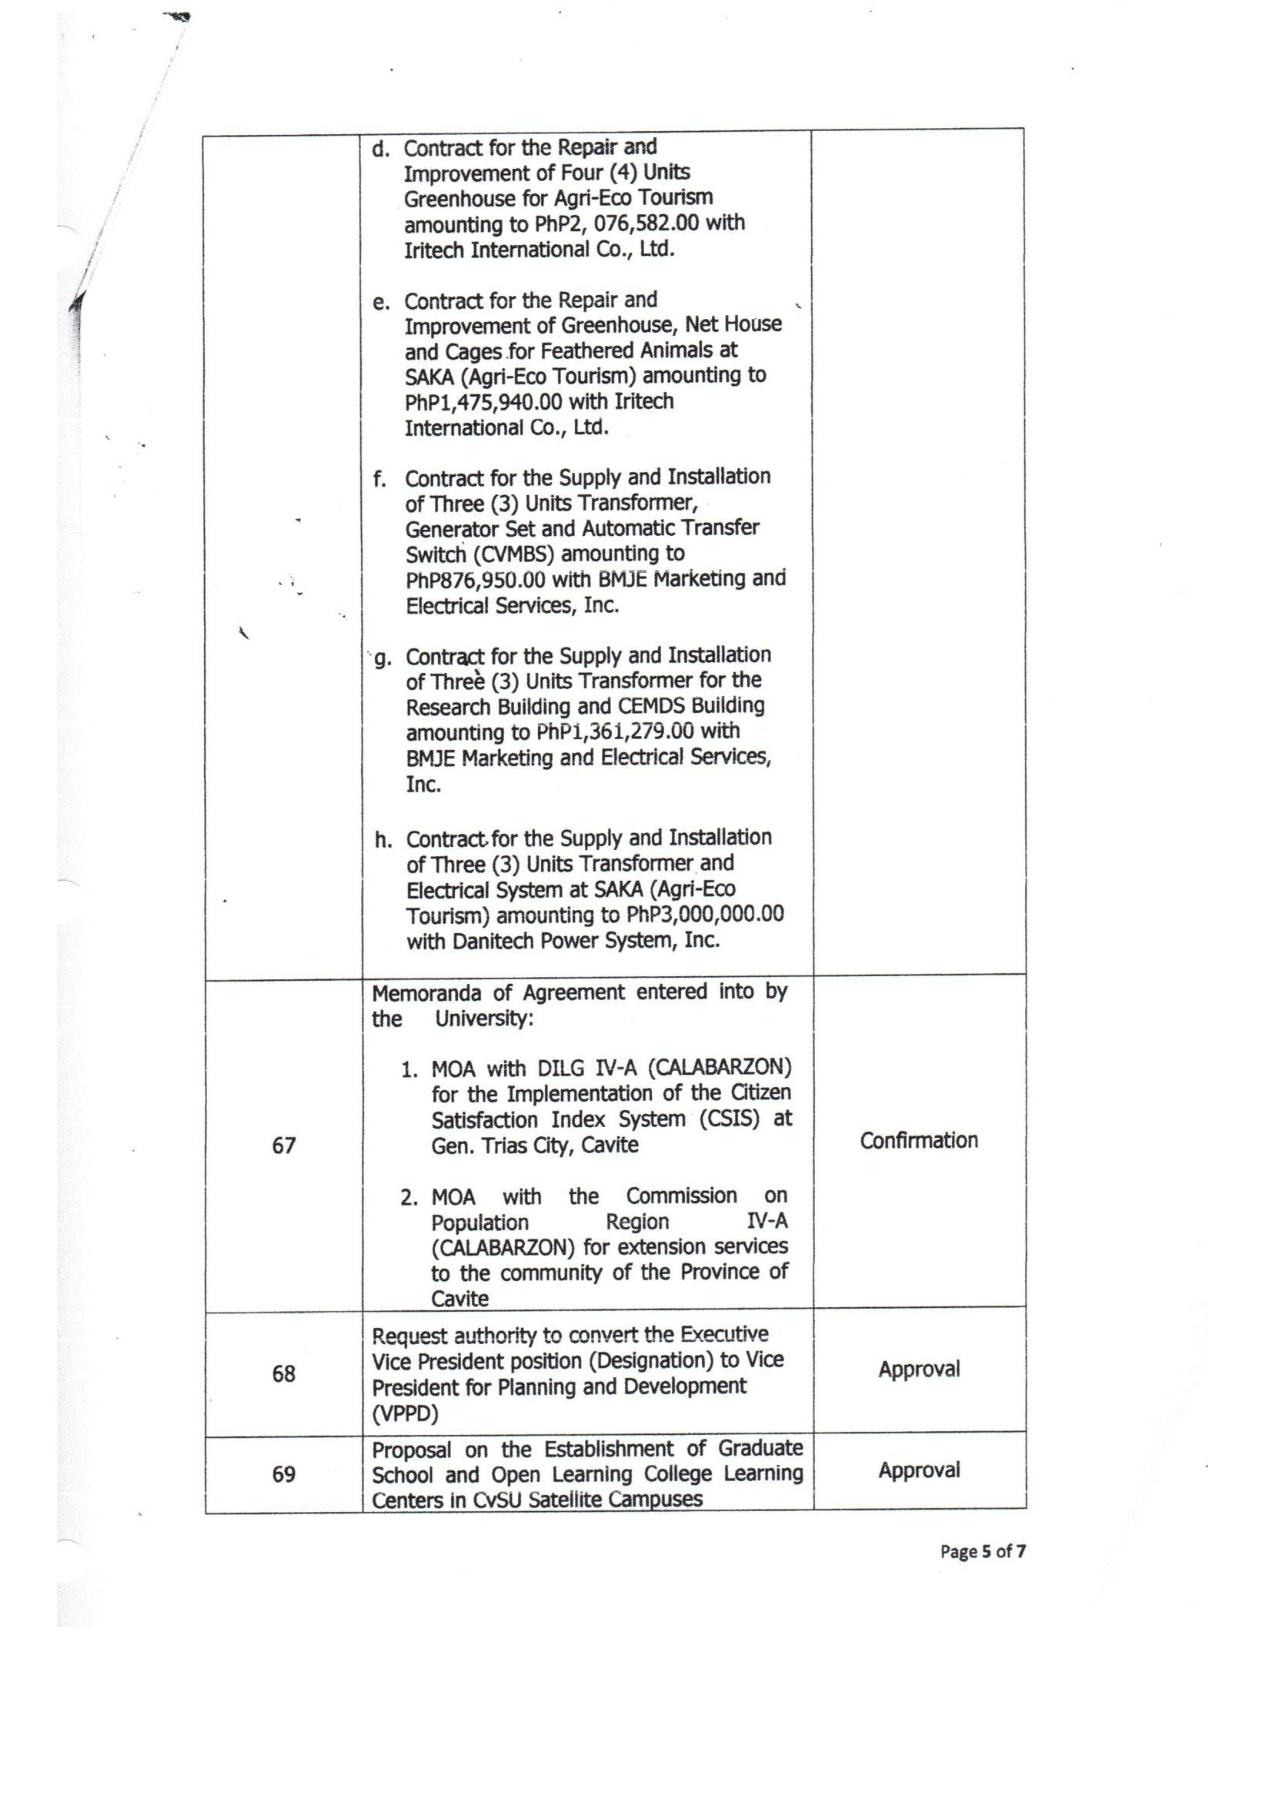 d. Contract for the Repair and
Improvement of Four (4) Units
Greenhouse for Agri-Eco Tourism
amounting to PhP2, 076,582.00 with
Iritech International Co., Ltd.
e. Contract for the Repair and
Improvement of Greenhouse, Net House
and Cages for Feathered Animals at
SAKA (Agri-Eco Tourism) amounting to
PhP1,475,940.00 with Iritech
International Co., Ltd.
f. Contract for the Supply and Installation
of Three (3) Units Transformer,
Generator Set and Automatic Transfer
Switch (CVMBS) amounting to
PhP876,950.00 with BMJE Marketing and
Electrical Services, Inc.
g. Contract for the Supply and Installation
of Three (3) Units Transformer for the
Research Building and CEMDS Building
amounting to PhP1,361,279.00 with
BMJE Marketing and Electrical Services,
Inc.
h. Contract for the Supply and Installation
of Three (3) Units Transformer and
Electrical System at SAKA (Agri-Eco
Tourism) amounting to PhP3,000,000.00
with Danitech Power System, Inc.
67
Memoranda of Agreement entered into by
the University:
1. MOA with DILG IV-A (CALABARZON)
for the Implementation of the Citizen
Satisfaction Index System (CSIS) at
Gen. Trias City, Cavite
2. MOA with the Commission on
Population Region IV-A
(CALABARZON) for extension services
to the community of the Province of
Cavite
Confirmation
68
Request authority to convert the Executive
Vice President position (Designation) to Vice
President for Planning and Development
(VPPD)
Approval
69
Proposal on the Establishment of Graduate
School and Open Learning College Learning
Centers in CvSU Satellite Campuses
Approval
Page 5 of 7